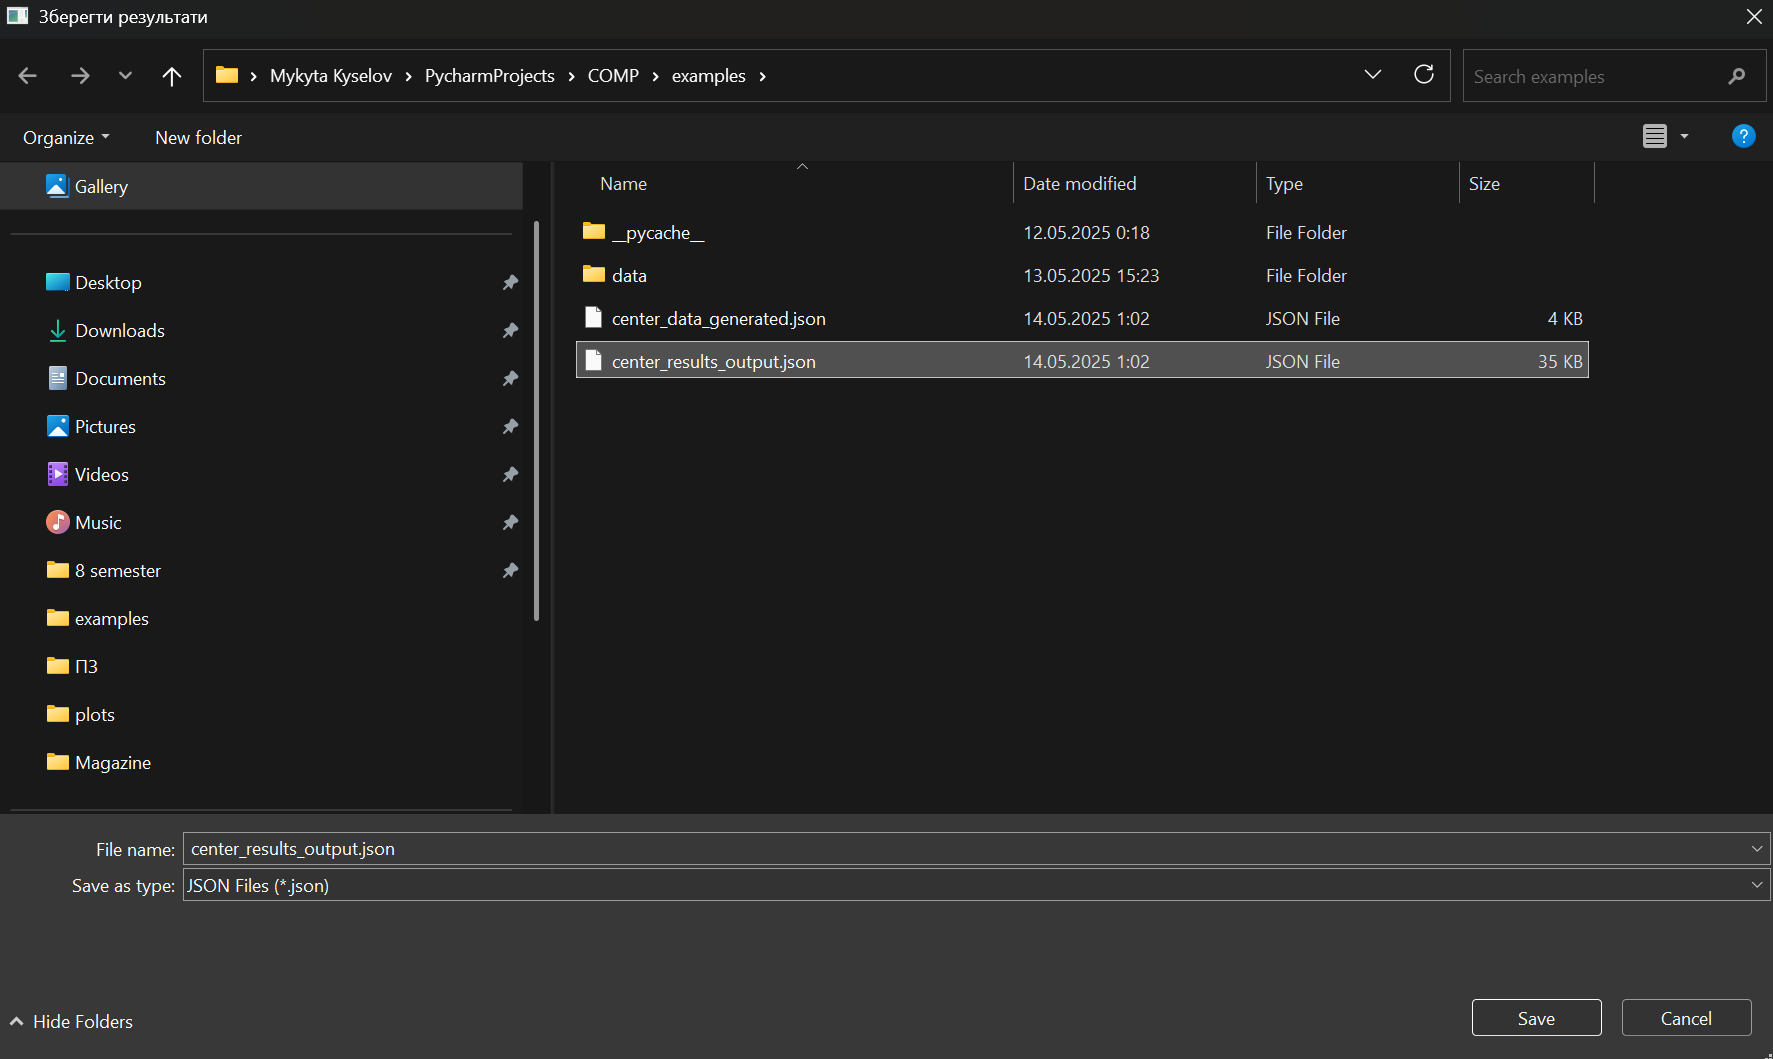 Зберегти результати
Mykyta Kyselov › PycharmProjects › COMP › examples ›
Search examples
Organize
New folder
Gallery
Desktop
Downloads
Documents
Pictures
Videos
Music
8 semester
examples
ПЗ
plots
Magazine
Name Date modified Type Size
__pycache__ 12.05.2025 0:18 File Folder
data 13.05.2025 15:23 File Folder
center_data_generated.json 14.05.2025 1:02 JSON File 4 KB
center_results_output.json 14.05.2025 1:02 JSON File 35 KB
File name: center_results_output.json
Save as type: JSON Files (*.json)
Hide Folders
Save
Cancel